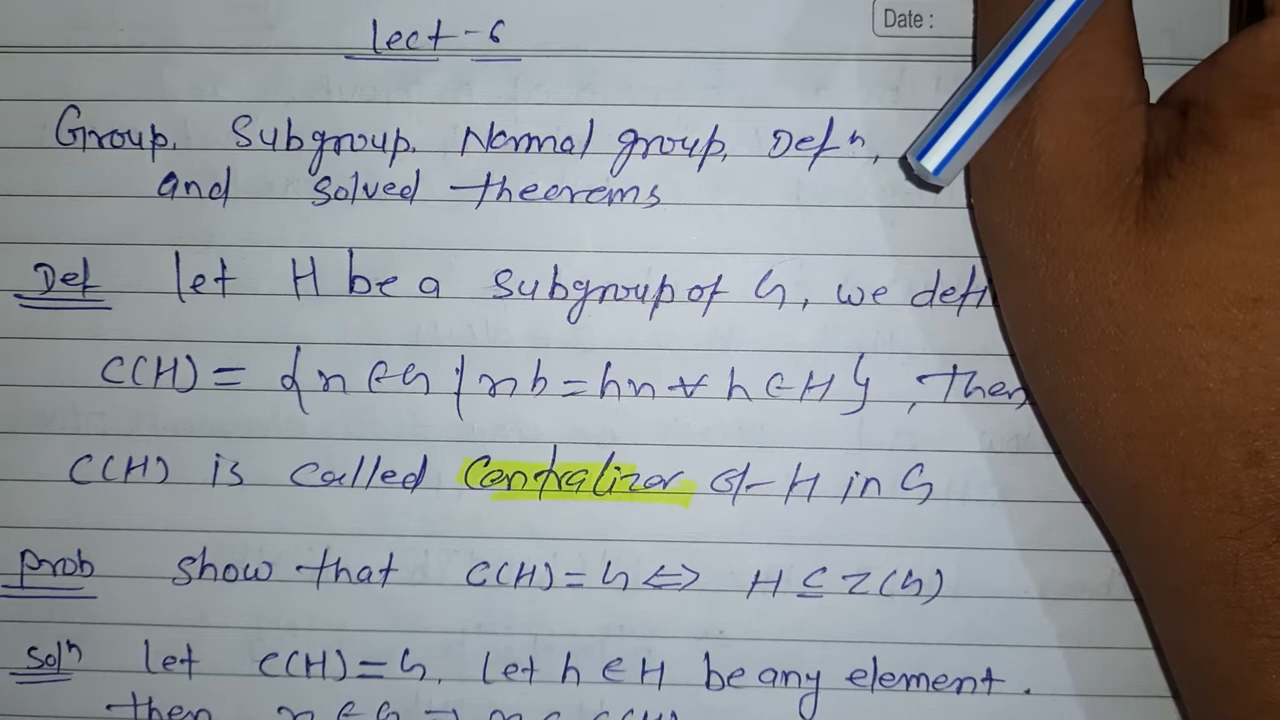 Lect-6
Date :
Group, Subgroup, Normal group, Defⁿ,
and solved theorems
Def let H be a subgroup of G, we defi
C(H) = {x ∈ G | xh = hx ∀ h ∈ H}, Then
C(H) is called Centralizer of H in G
Prob show that C(H) = G ⇔ H ⊆ Z(G)
Solⁿ let C(H) = G, Let h ∈ H be any element.
then x ∈ G → x ∈ C(H)